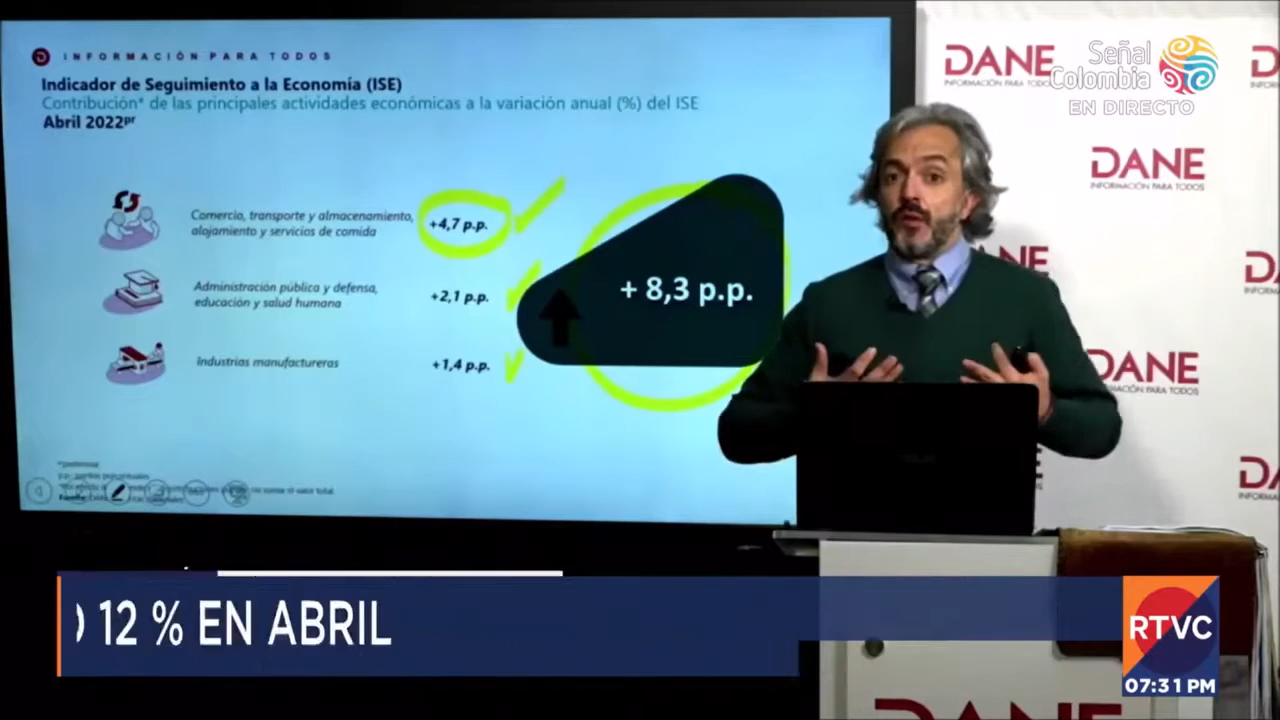 INFORMACIÓN PARA TODOS
Indicador de Seguimiento a la Economía (ISE)
Contribución* de las principales actividades económicas a la variación anual (%) del ISE
Abril 2022pr
Comercio, transporte y almacenamiento,
alojamiento y servicios de comida
+4,7 p.p.
Administración pública y defensa,
educación y salud humana
+2,1 p.p.
Industrias manufactureras
+1,4 p.p.
+ 8,3 p.p.
DANE
INFORMACIÓN PARA TODOS
Señal
Colombia
EN DIRECTO
DANE
INFORMACIÓN PARA TODOS
DANE
INFORMACIÓN PARA TODOS
12 % EN ABRIL
RTVC
07:31 PM
DANE